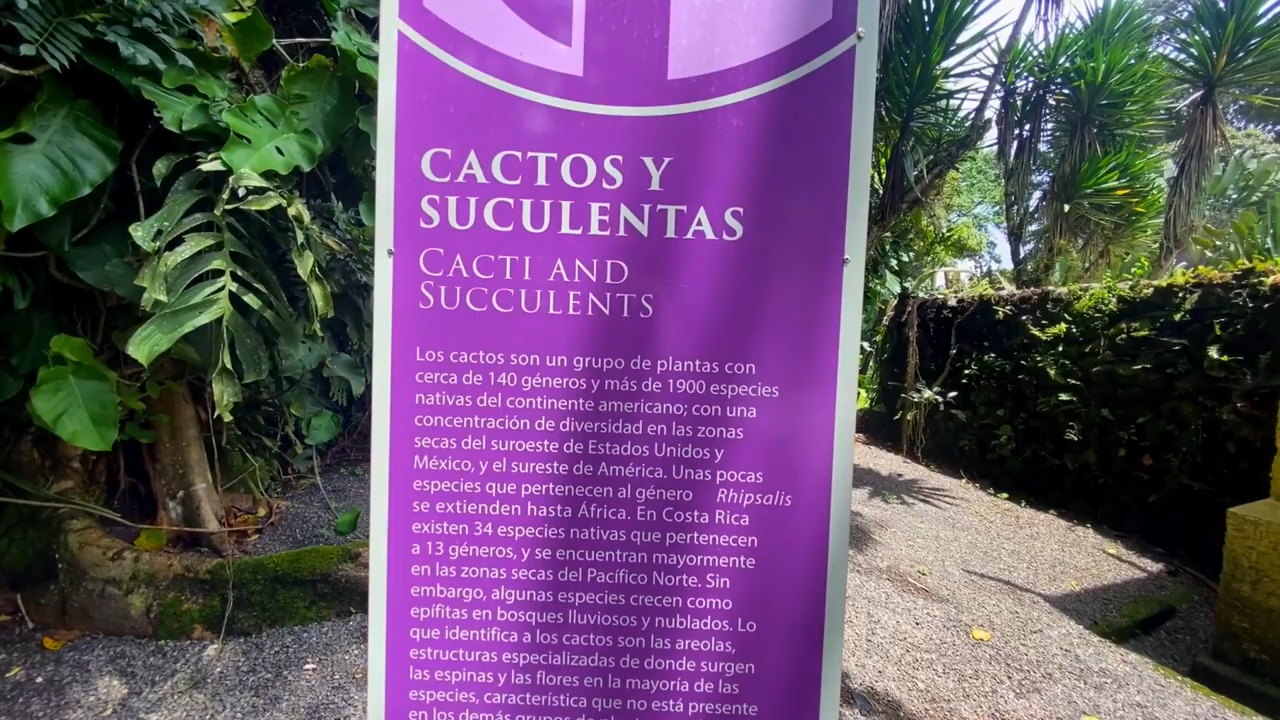 CACTOS Y
SUCULENTAS
CACTI AND
SUCCULENTS
Los cactos son un grupo de plantas con
cerca de 140 géneros y más de 1900 especies
nativas del continente americano; con una
concentración de diversidad en las zonas
secas del suroeste de Estados Unidos y
México, y el sureste de América. Unas pocas
especies que pertenecen al género Rhipsalis
se extienden hasta África. En Costa Rica
existen 34 especies nativas que pertenecen
a 13 géneros, y se encuentran mayormente
en las zonas secas del Pacífico Norte. Sin
embargo, algunas especies crecen como
epífitas en bosques lluviosos y nublados. Lo
que identifica a los cactos son las areolas,
estructuras especializadas de donde surgen
las espinas y las flores en la mayoría de las
especies, característica que no está presente
en los demás grupos de